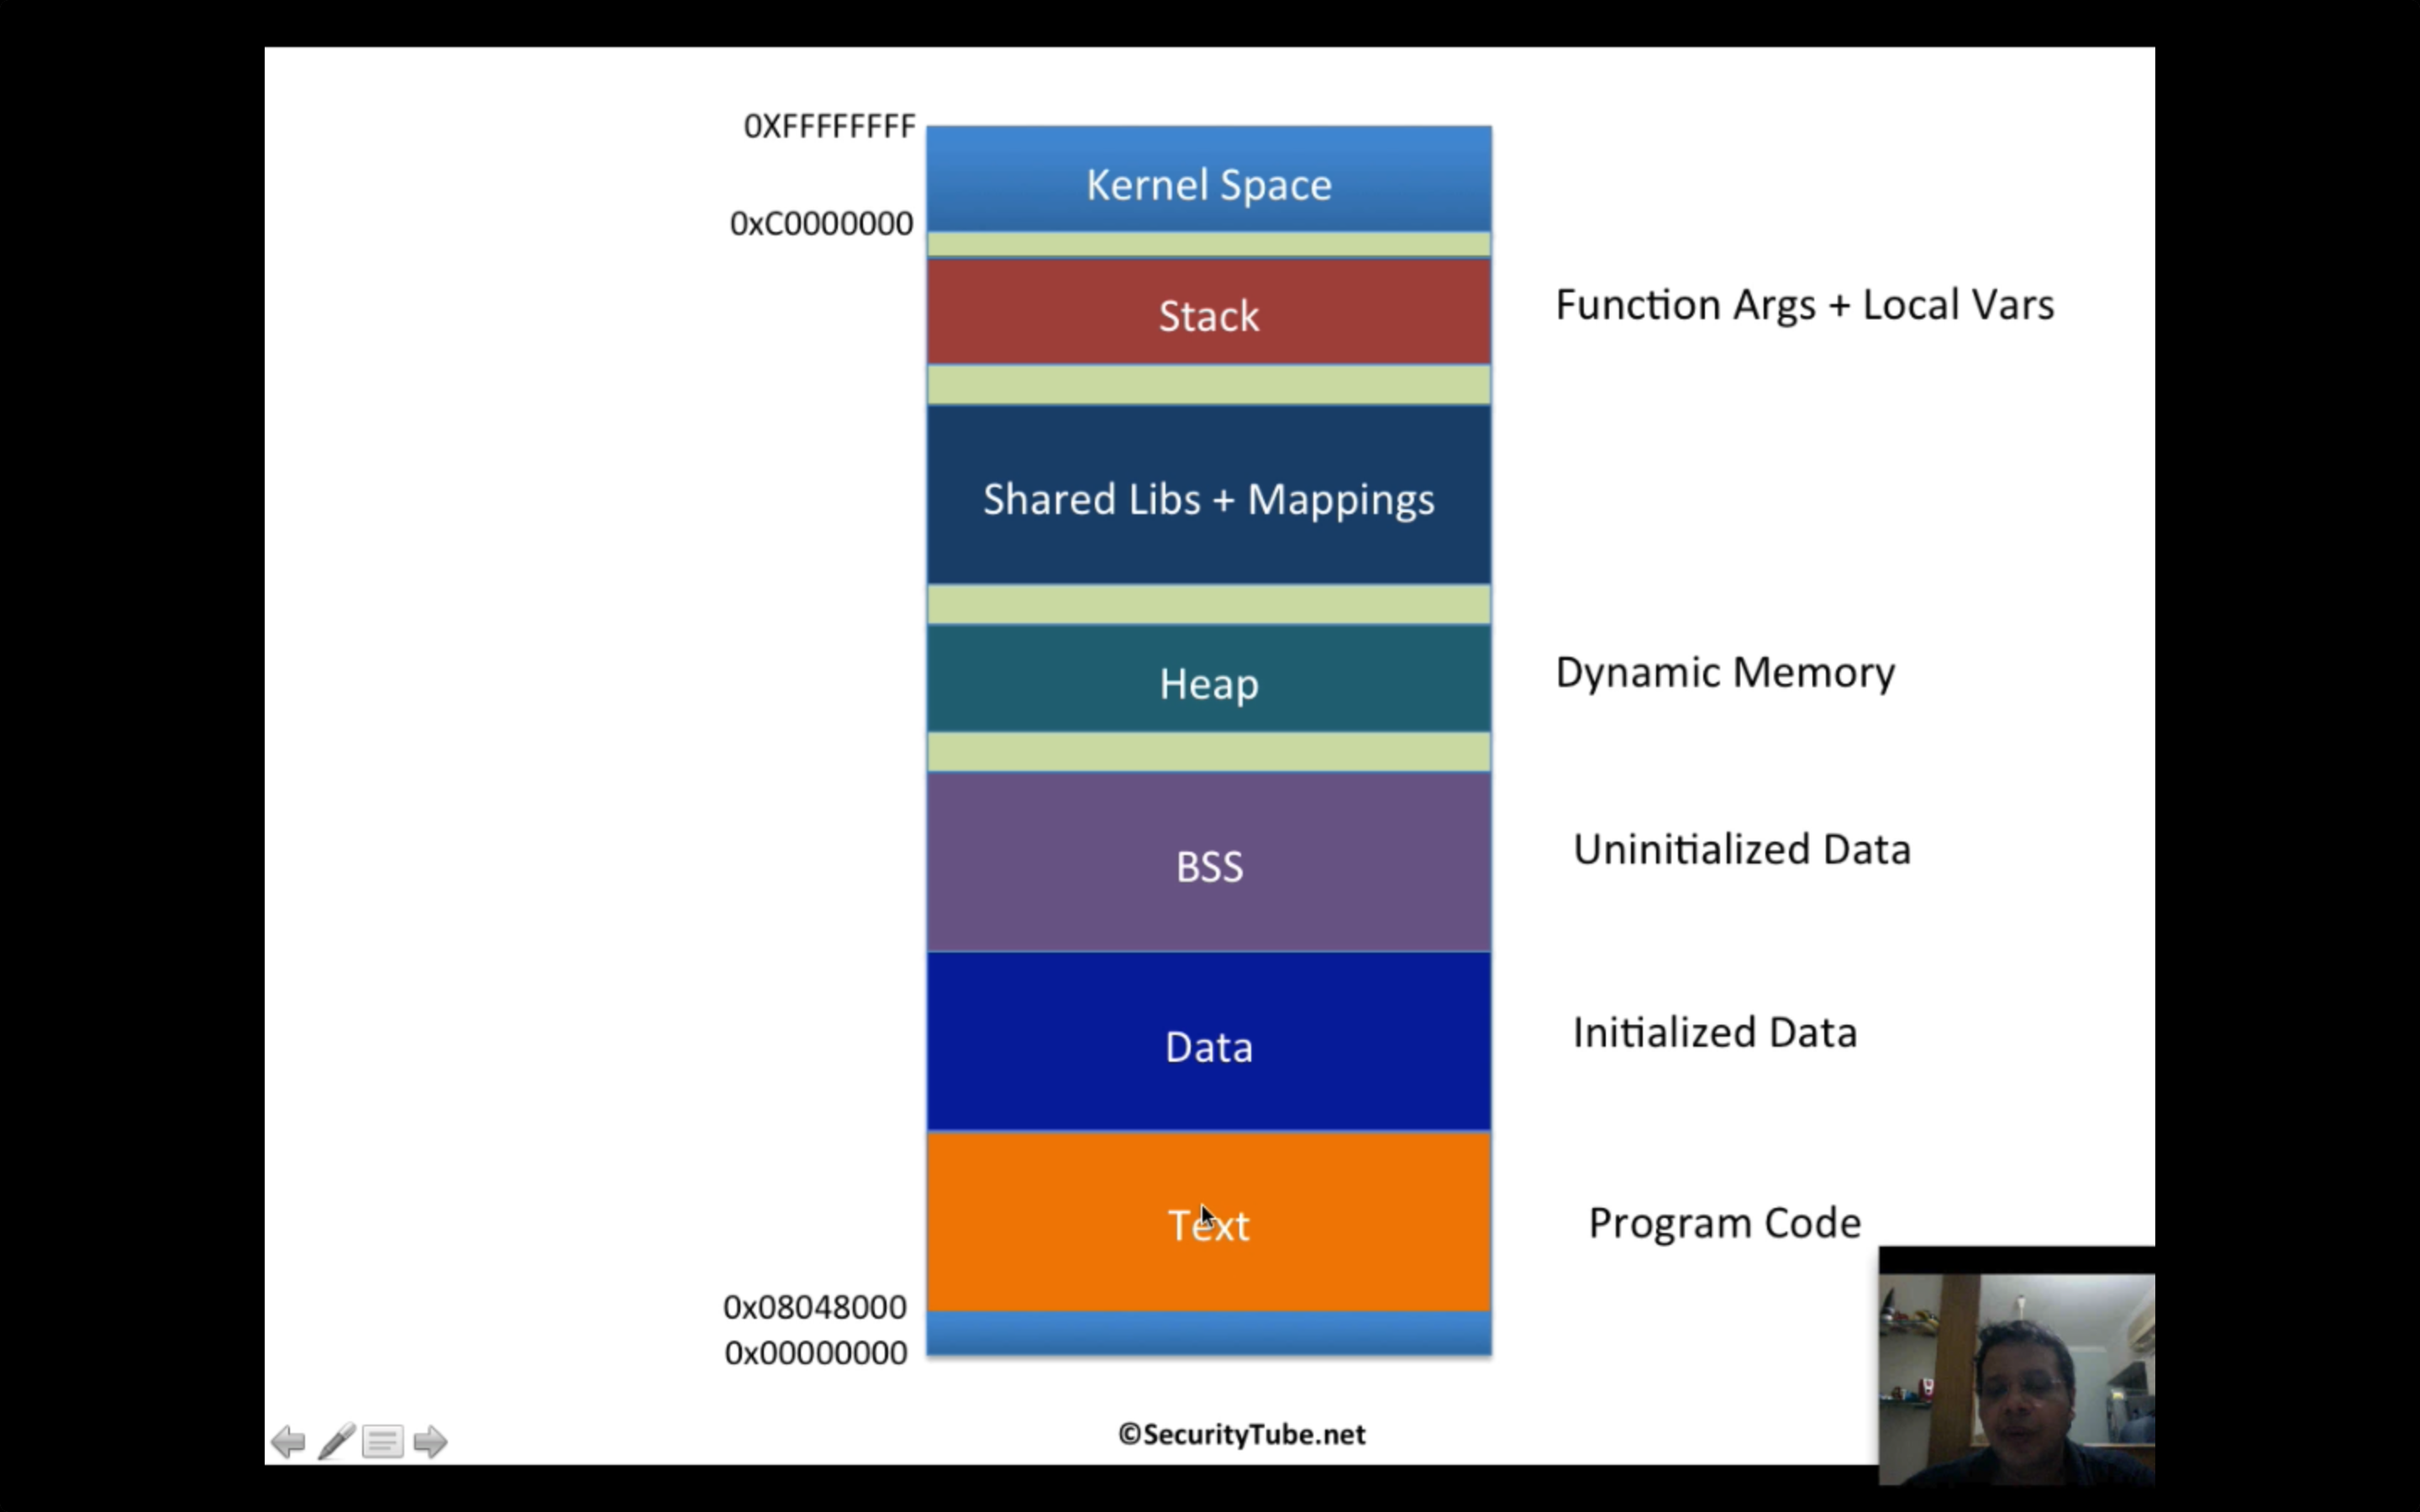 0XFFFFFFFF
Kernel Space
0xC0000000
Stack
Function Args + Local Vars
Shared Libs + Mappings
Heap
Dynamic Memory
BSS
Uninitialized Data
Data
Initialized Data
Text
Program Code
0x08048000
0x00000000
©SecurityTube.net